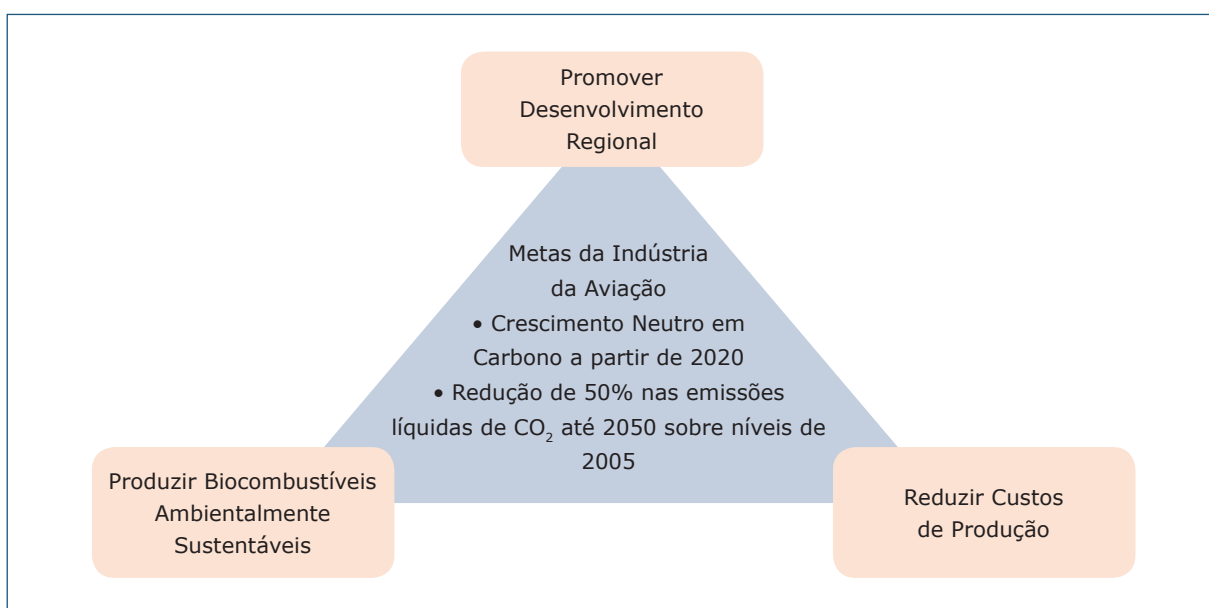 Promover
Desenvolvimento
Regional
Metas da Indústria
da Aviação
• Crescimento Neutro em
Carbono a partir de 2020
• Redução de 50% nas emissões
líquidas de CO₂ até 2050 sobre níveis de
2005
Produzir Biocombustíveis
Ambientalmente
Sustentáveis
Reduzir Custos
de Produção